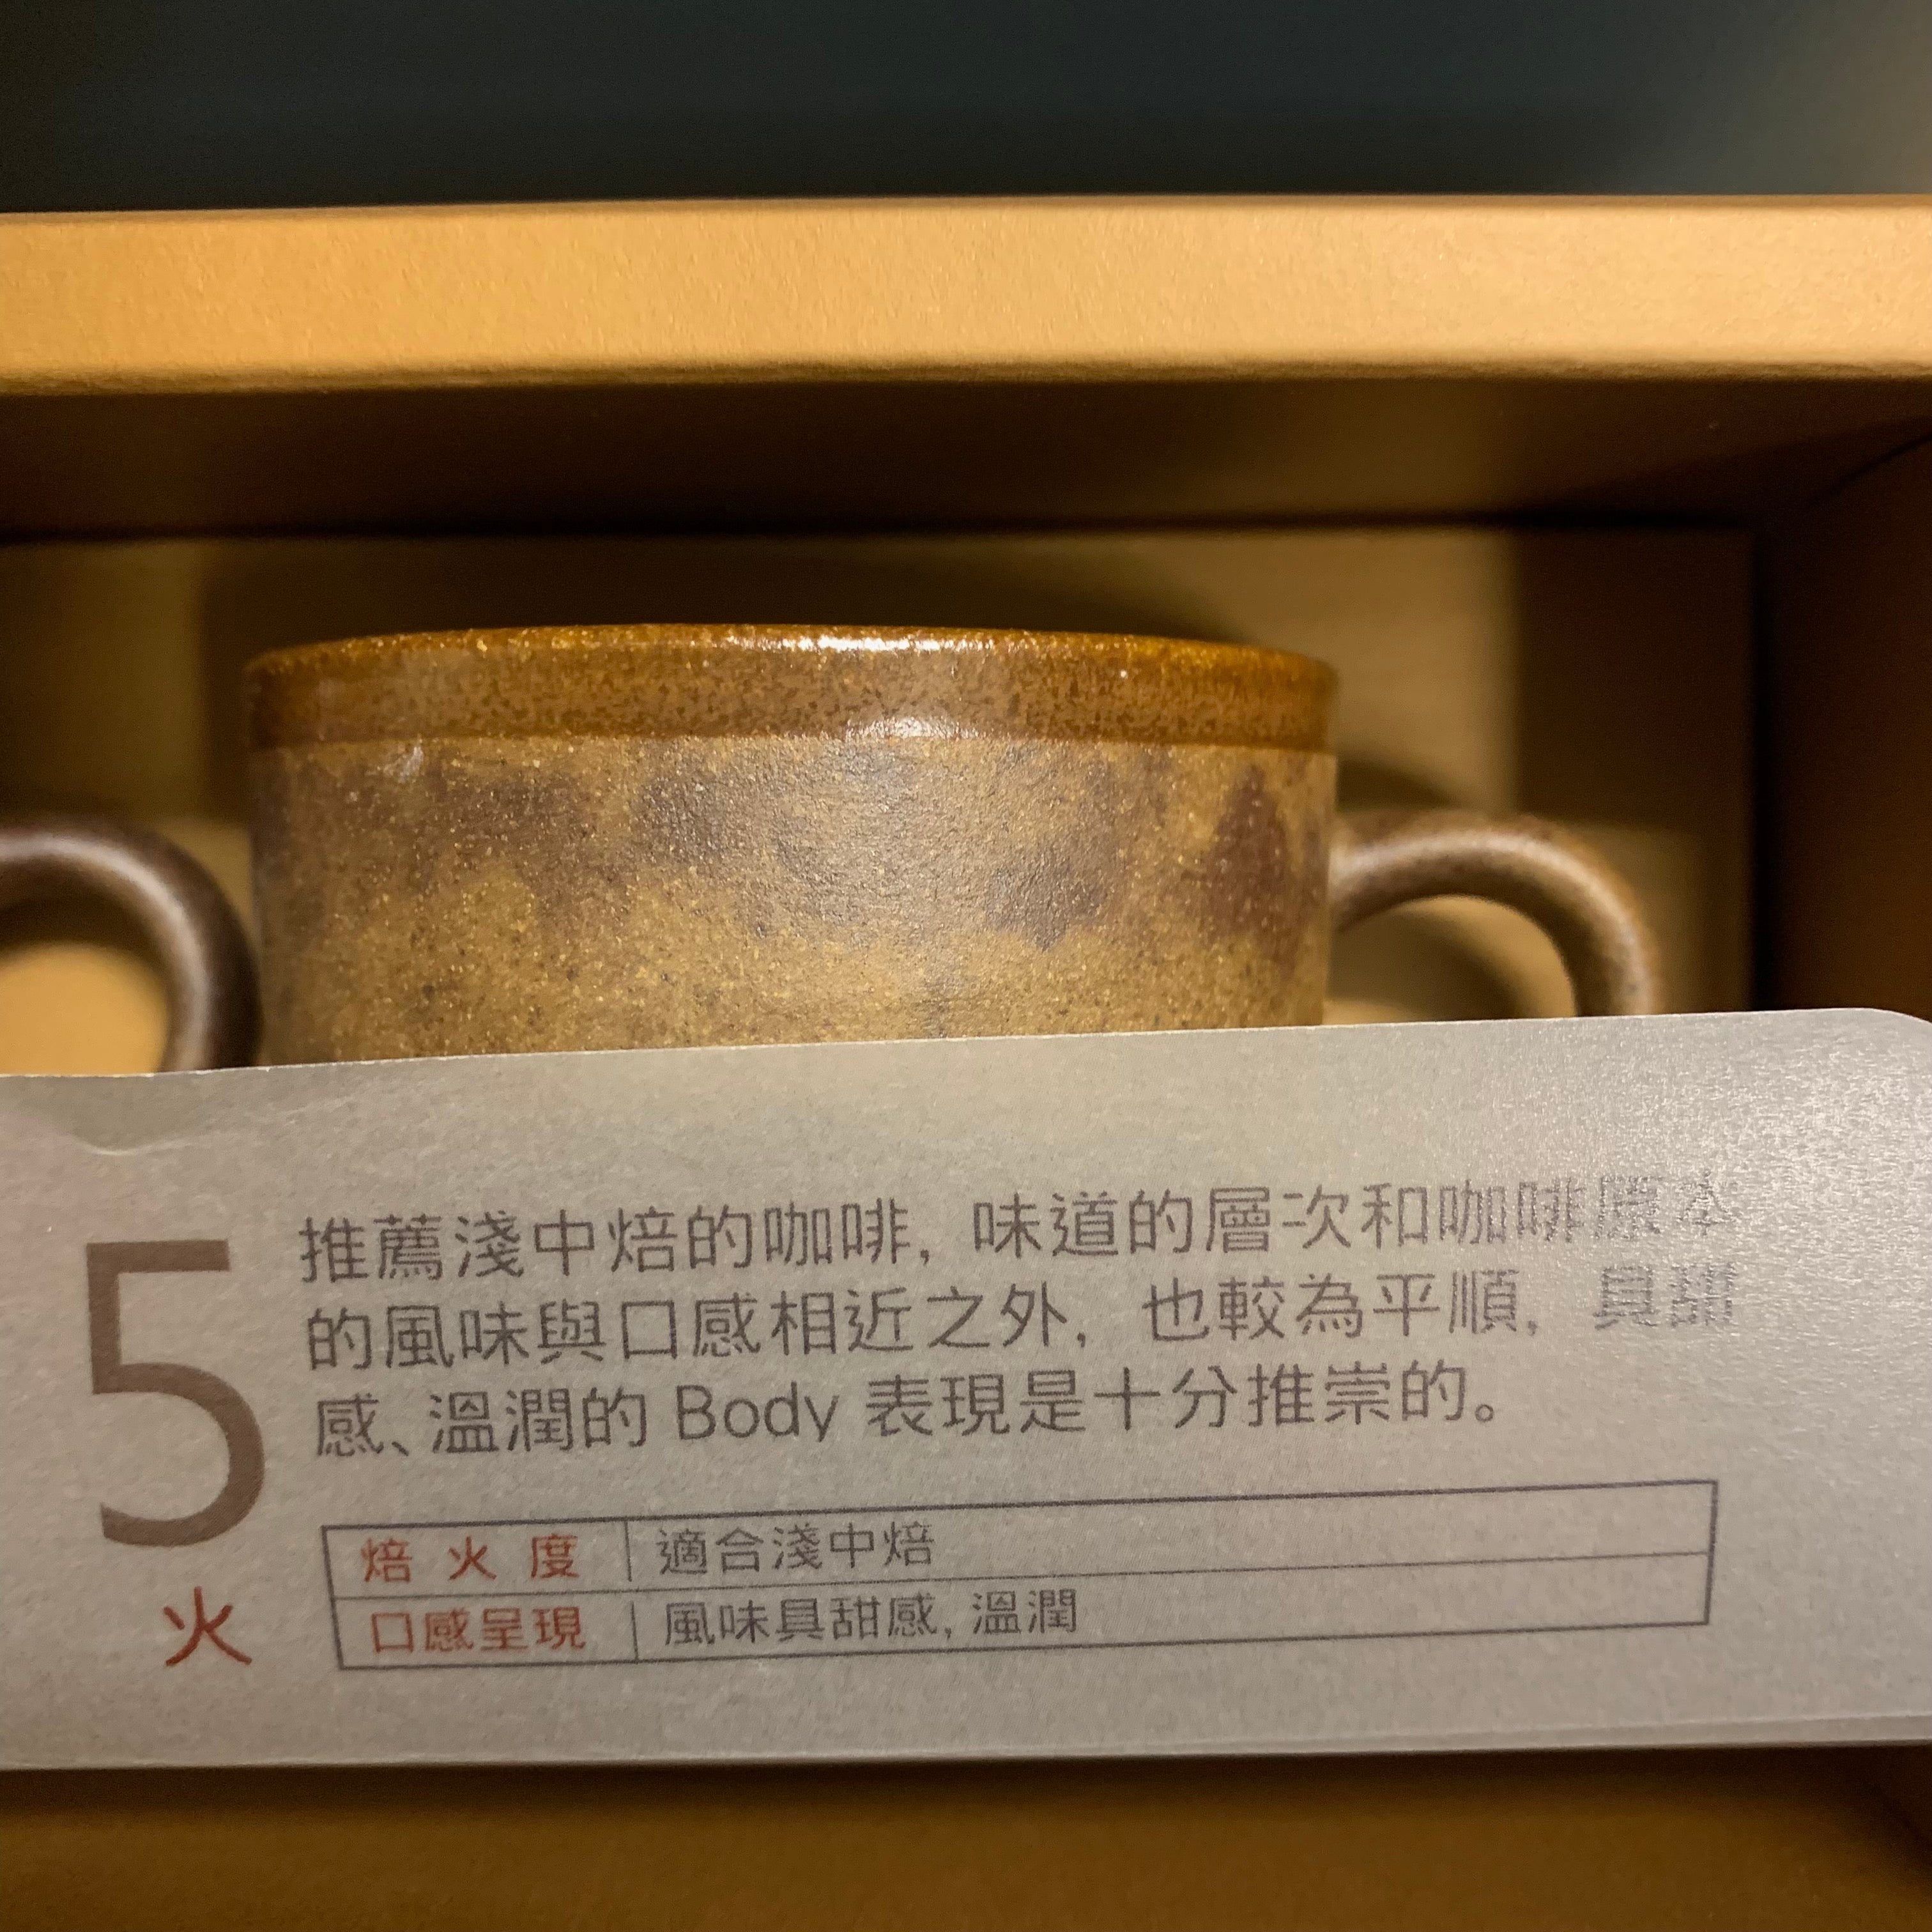 5
火
推薦淺中焙的咖啡, 味道的層次和咖啡原本
的風味與口感相近之外, 也較為平順, 具甜
感、溫潤的 Body 表現是十分推崇的。
焙火度 適合淺中焙
口感呈現 風味具甜感, 溫潤